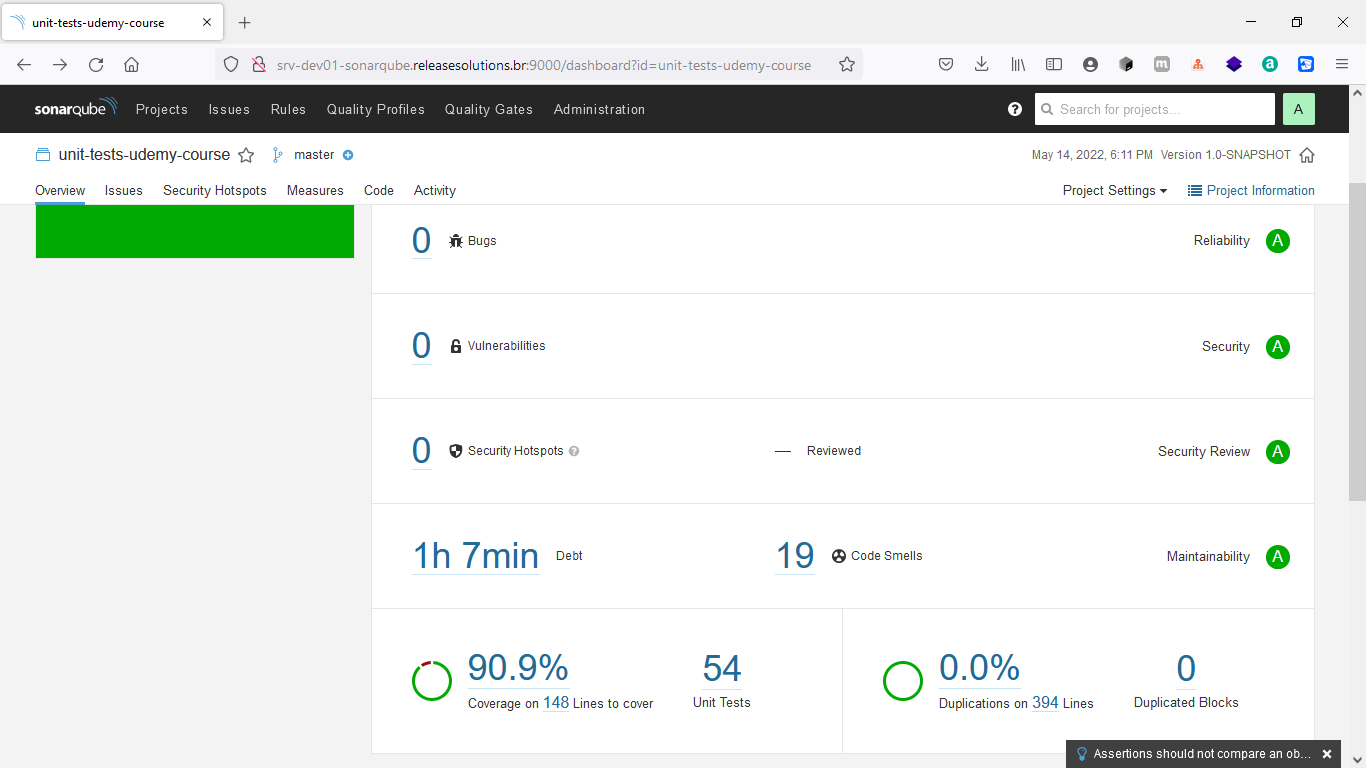 unit-tests-udemy-course
srv-dev01-sonarqube.releasesolutions.br:9000/dashboard?id=unit-tests-udemy-course
sonarqube Projects Issues Rules Quality Profiles Quality Gates Administration ? Search for projects... A
unit-tests-udemy-course master May 14, 2022, 6:11 PM Version 1.0-SNAPSHOT
Overview Issues Security Hotspots Measures Code Activity Project Settings Project Information
0 Bugs Reliability A
0 Vulnerabilities Security A
0 Security Hotspots ? — Reviewed Security Review A
1h 7min Debt 19 Code Smells Maintainability A
90.9% 54 0.0% 0
Coverage on 148 Lines to cover Unit Tests Duplications on 394 Lines Duplicated Blocks
Assertions should not compare an ob...